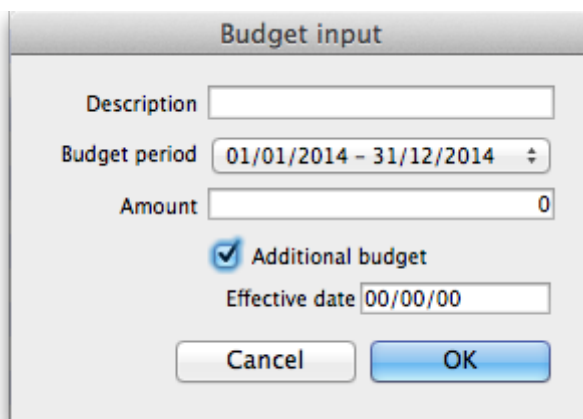 Budget input
Description
Budget period 01/01/2014 – 31/12/2014
Amount 0
Additional budget
Effective date 00/00/00
Cancel OK